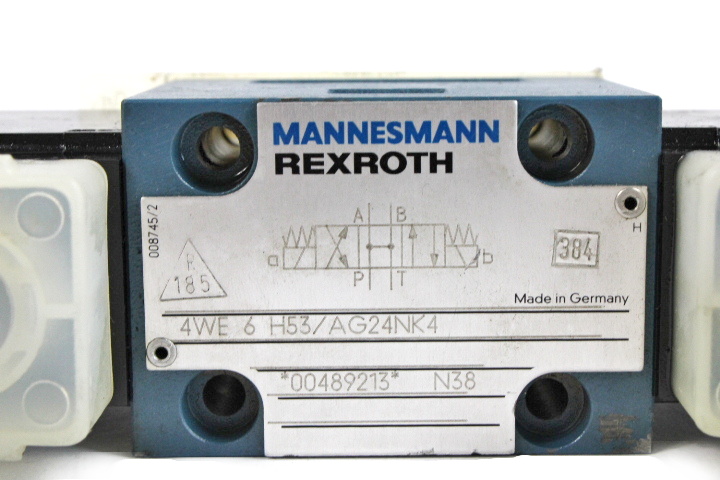 MANNESMANN
REXROTH
008745/2
A B
a b
P T
H
R
185
384
Made in Germany
4WE 6 H53/AG24NK4
*00489213* N38